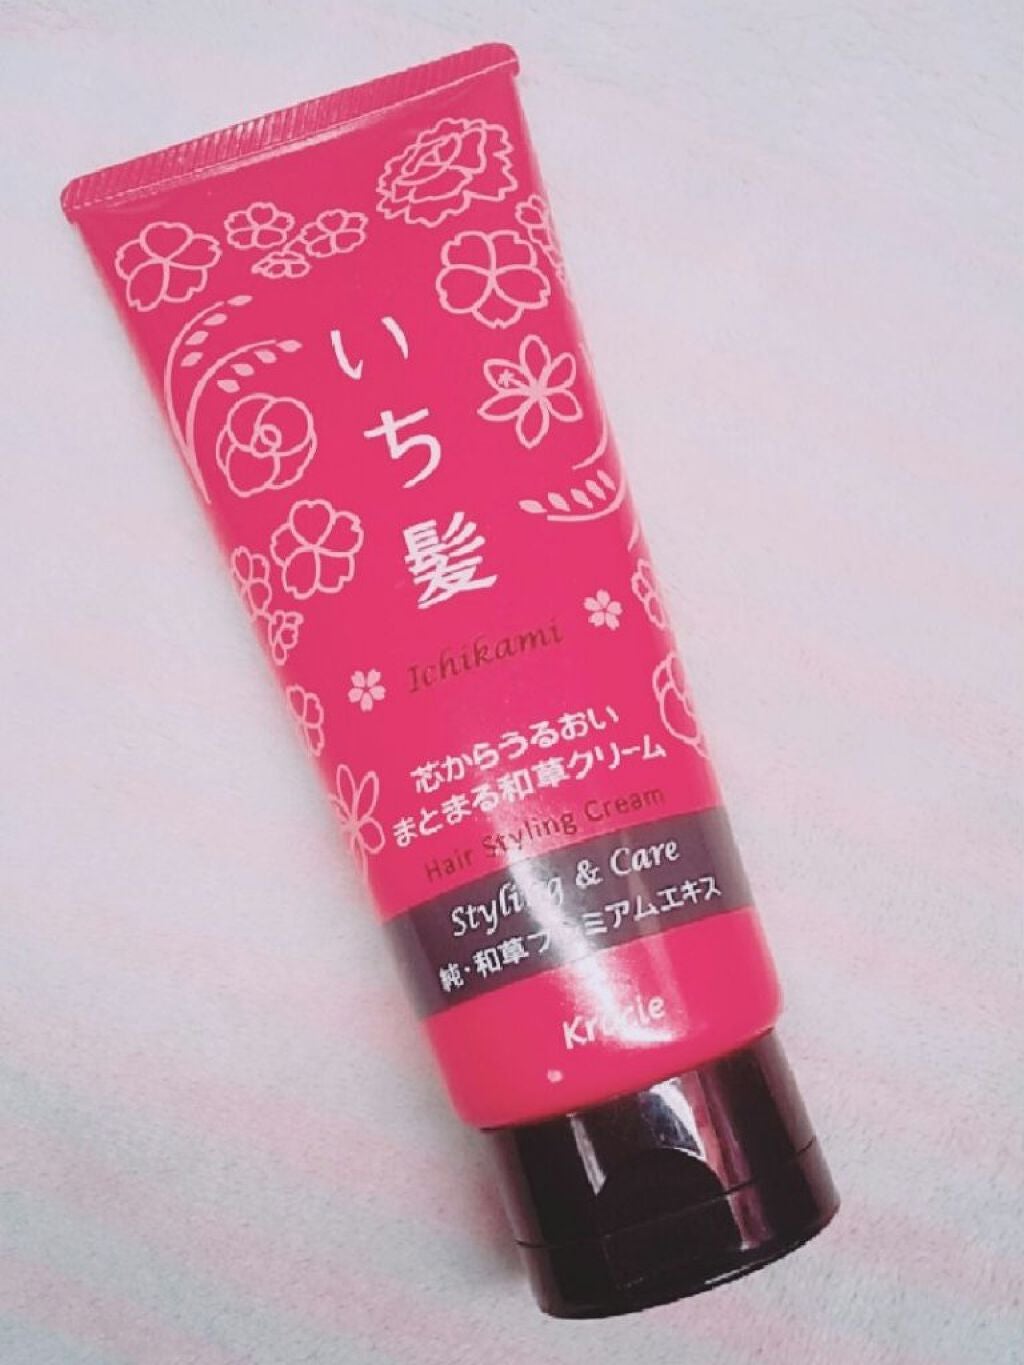 いち髪
Ichikami
芯からうるおい
まとまる和草クリーム
Hair Styling Cream
Styling & Care
純・和草プレミアムエキス
Kracie